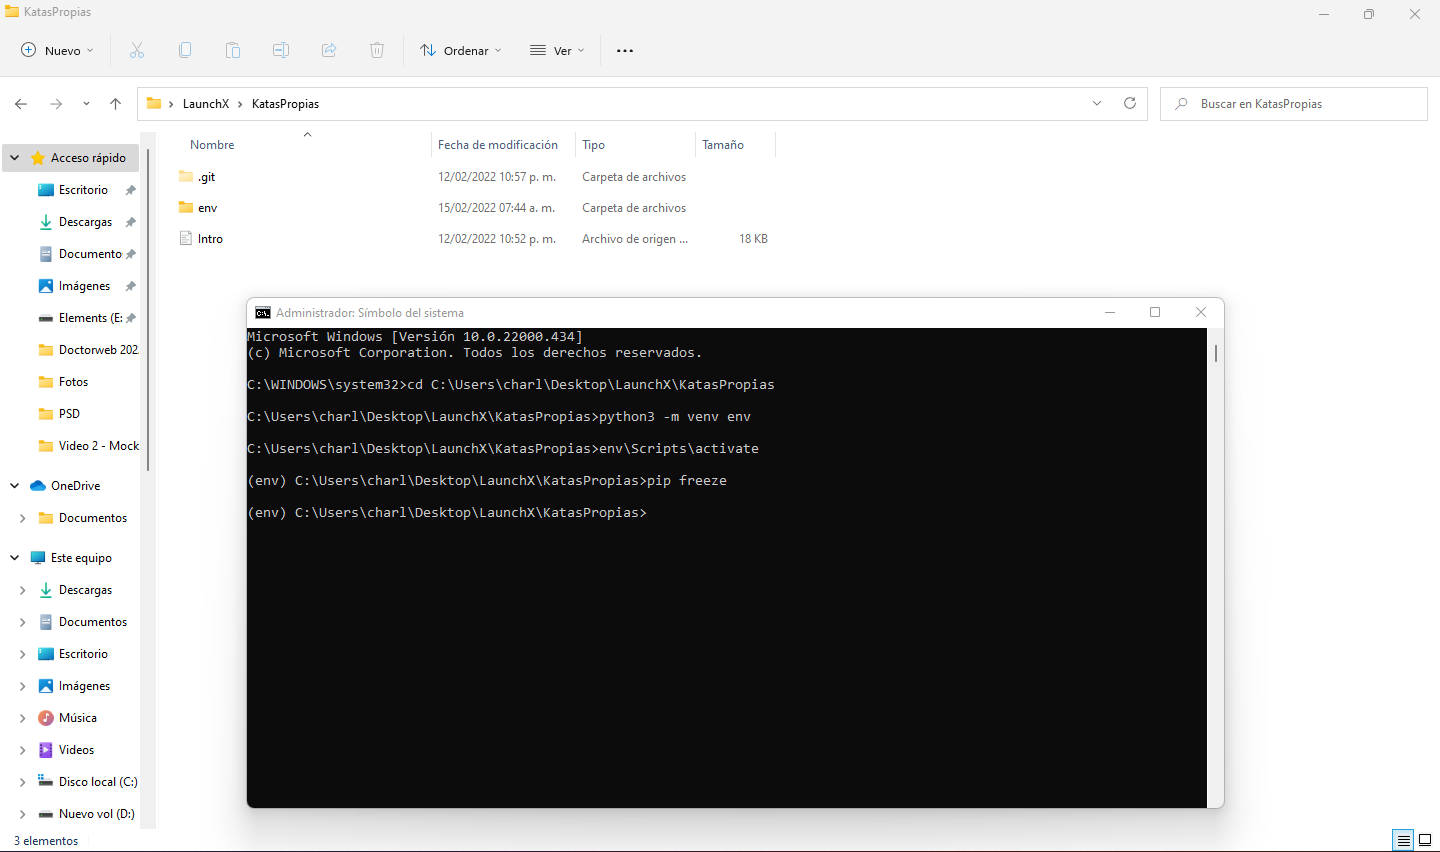 KatasPropias
Nuevo
Ordenar
Ver
LaunchX > KatasPropias
Buscar en KatasPropias
Nombre Fecha de modificación Tipo Tamaño
.git 12/02/2022 10:57 p. m. Carpeta de archivos
env 15/02/2022 07:44 a. m. Carpeta de archivos
Intro 12/02/2022 10:52 p. m. Archivo de origen ... 18 KB
Acceso rápido
Escritorio
Descargas
Documento
Imágenes
Elements (E:
Doctorweb 202
Fotos
PSD
Video 2 - Mock
OneDrive
Documentos
Este equipo
Descargas
Documentos
Escritorio
Imágenes
Música
Videos
Disco local (C:)
Nuevo vol (D:)
3 elementos
Administrador: Símbolo del sistema
Microsoft Windows [Versión 10.0.22000.434]
(c) Microsoft Corporation. Todos los derechos reservados.
C:\WINDOWS\system32>cd C:\Users\charl\Desktop\LaunchX\KatasPropias
C:\Users\charl\Desktop\LaunchX\KatasPropias>python3 -m venv env
C:\Users\charl\Desktop\LaunchX\KatasPropias>env\Scripts\activate
(env) C:\Users\charl\Desktop\LaunchX\KatasPropias>pip freeze
(env) C:\Users\charl\Desktop\LaunchX\KatasPropias>